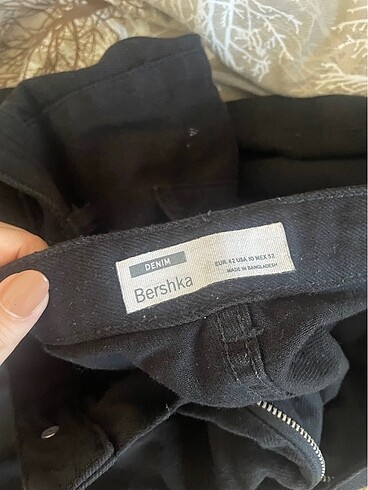 DENIM
Bershka
EUR 42 USA 10 MEX 32
MADE IN BANGLADESH